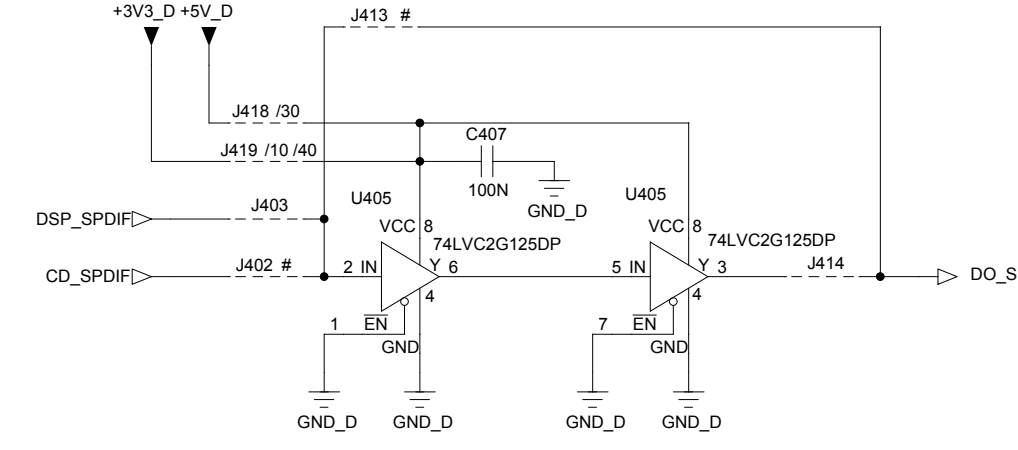 J413 #
+3V3_D +5V_D
J418 /30
C407
J419 /10 /40
100N
U405
U405
GND_D
J403
DSP_SPDIF
VCC 8
VCC 8
74LVC2G125DP
74LVC2G125DP
J402 #
CD_SPDIF
2 IN
Y 6
5 IN
Y 3
J414
DO_S
4
4
1
EN
7
EN
GND
GND
GND_D
GND_D
GND_D
GND_D